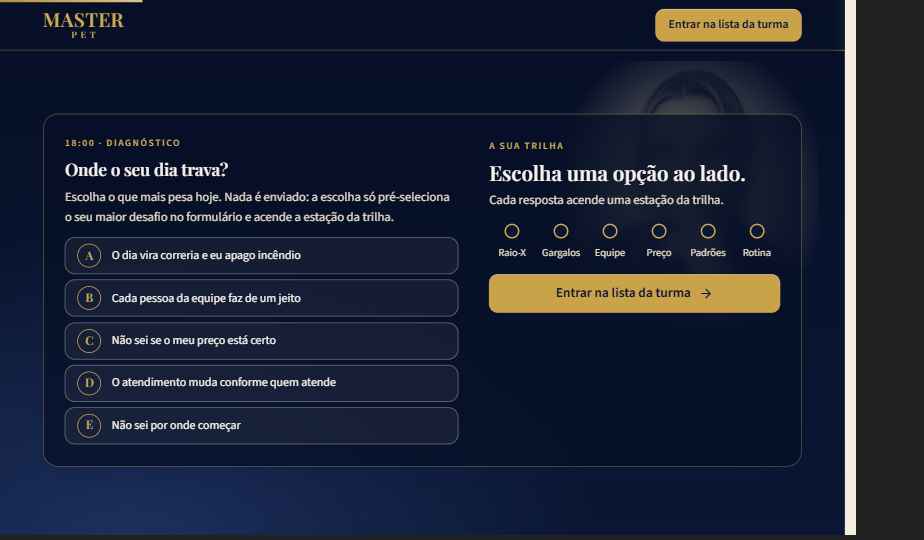 MASTER
PET
Entrar na lista da turma
18:00 - DIAGNÓSTICO
Onde o seu dia trava?
Escolha o que mais pesa hoje. Nada é enviado: a escolha só pré-seleciona
o seu maior desafio no formulário e acende a estação da trilha.
A O dia vira correria e eu apago incêndio
B Cada pessoa da equipe faz de um jeito
C Não sei se o meu preço está certo
D O atendimento muda conforme quem atende
E Não sei por onde começar
A SUA TRILHA
Escolha uma opção ao lado.
Cada resposta acende uma estação da trilha.
Raio-X Gargalos Equipe Preço Padrões Rotina
Entrar na lista da turma →